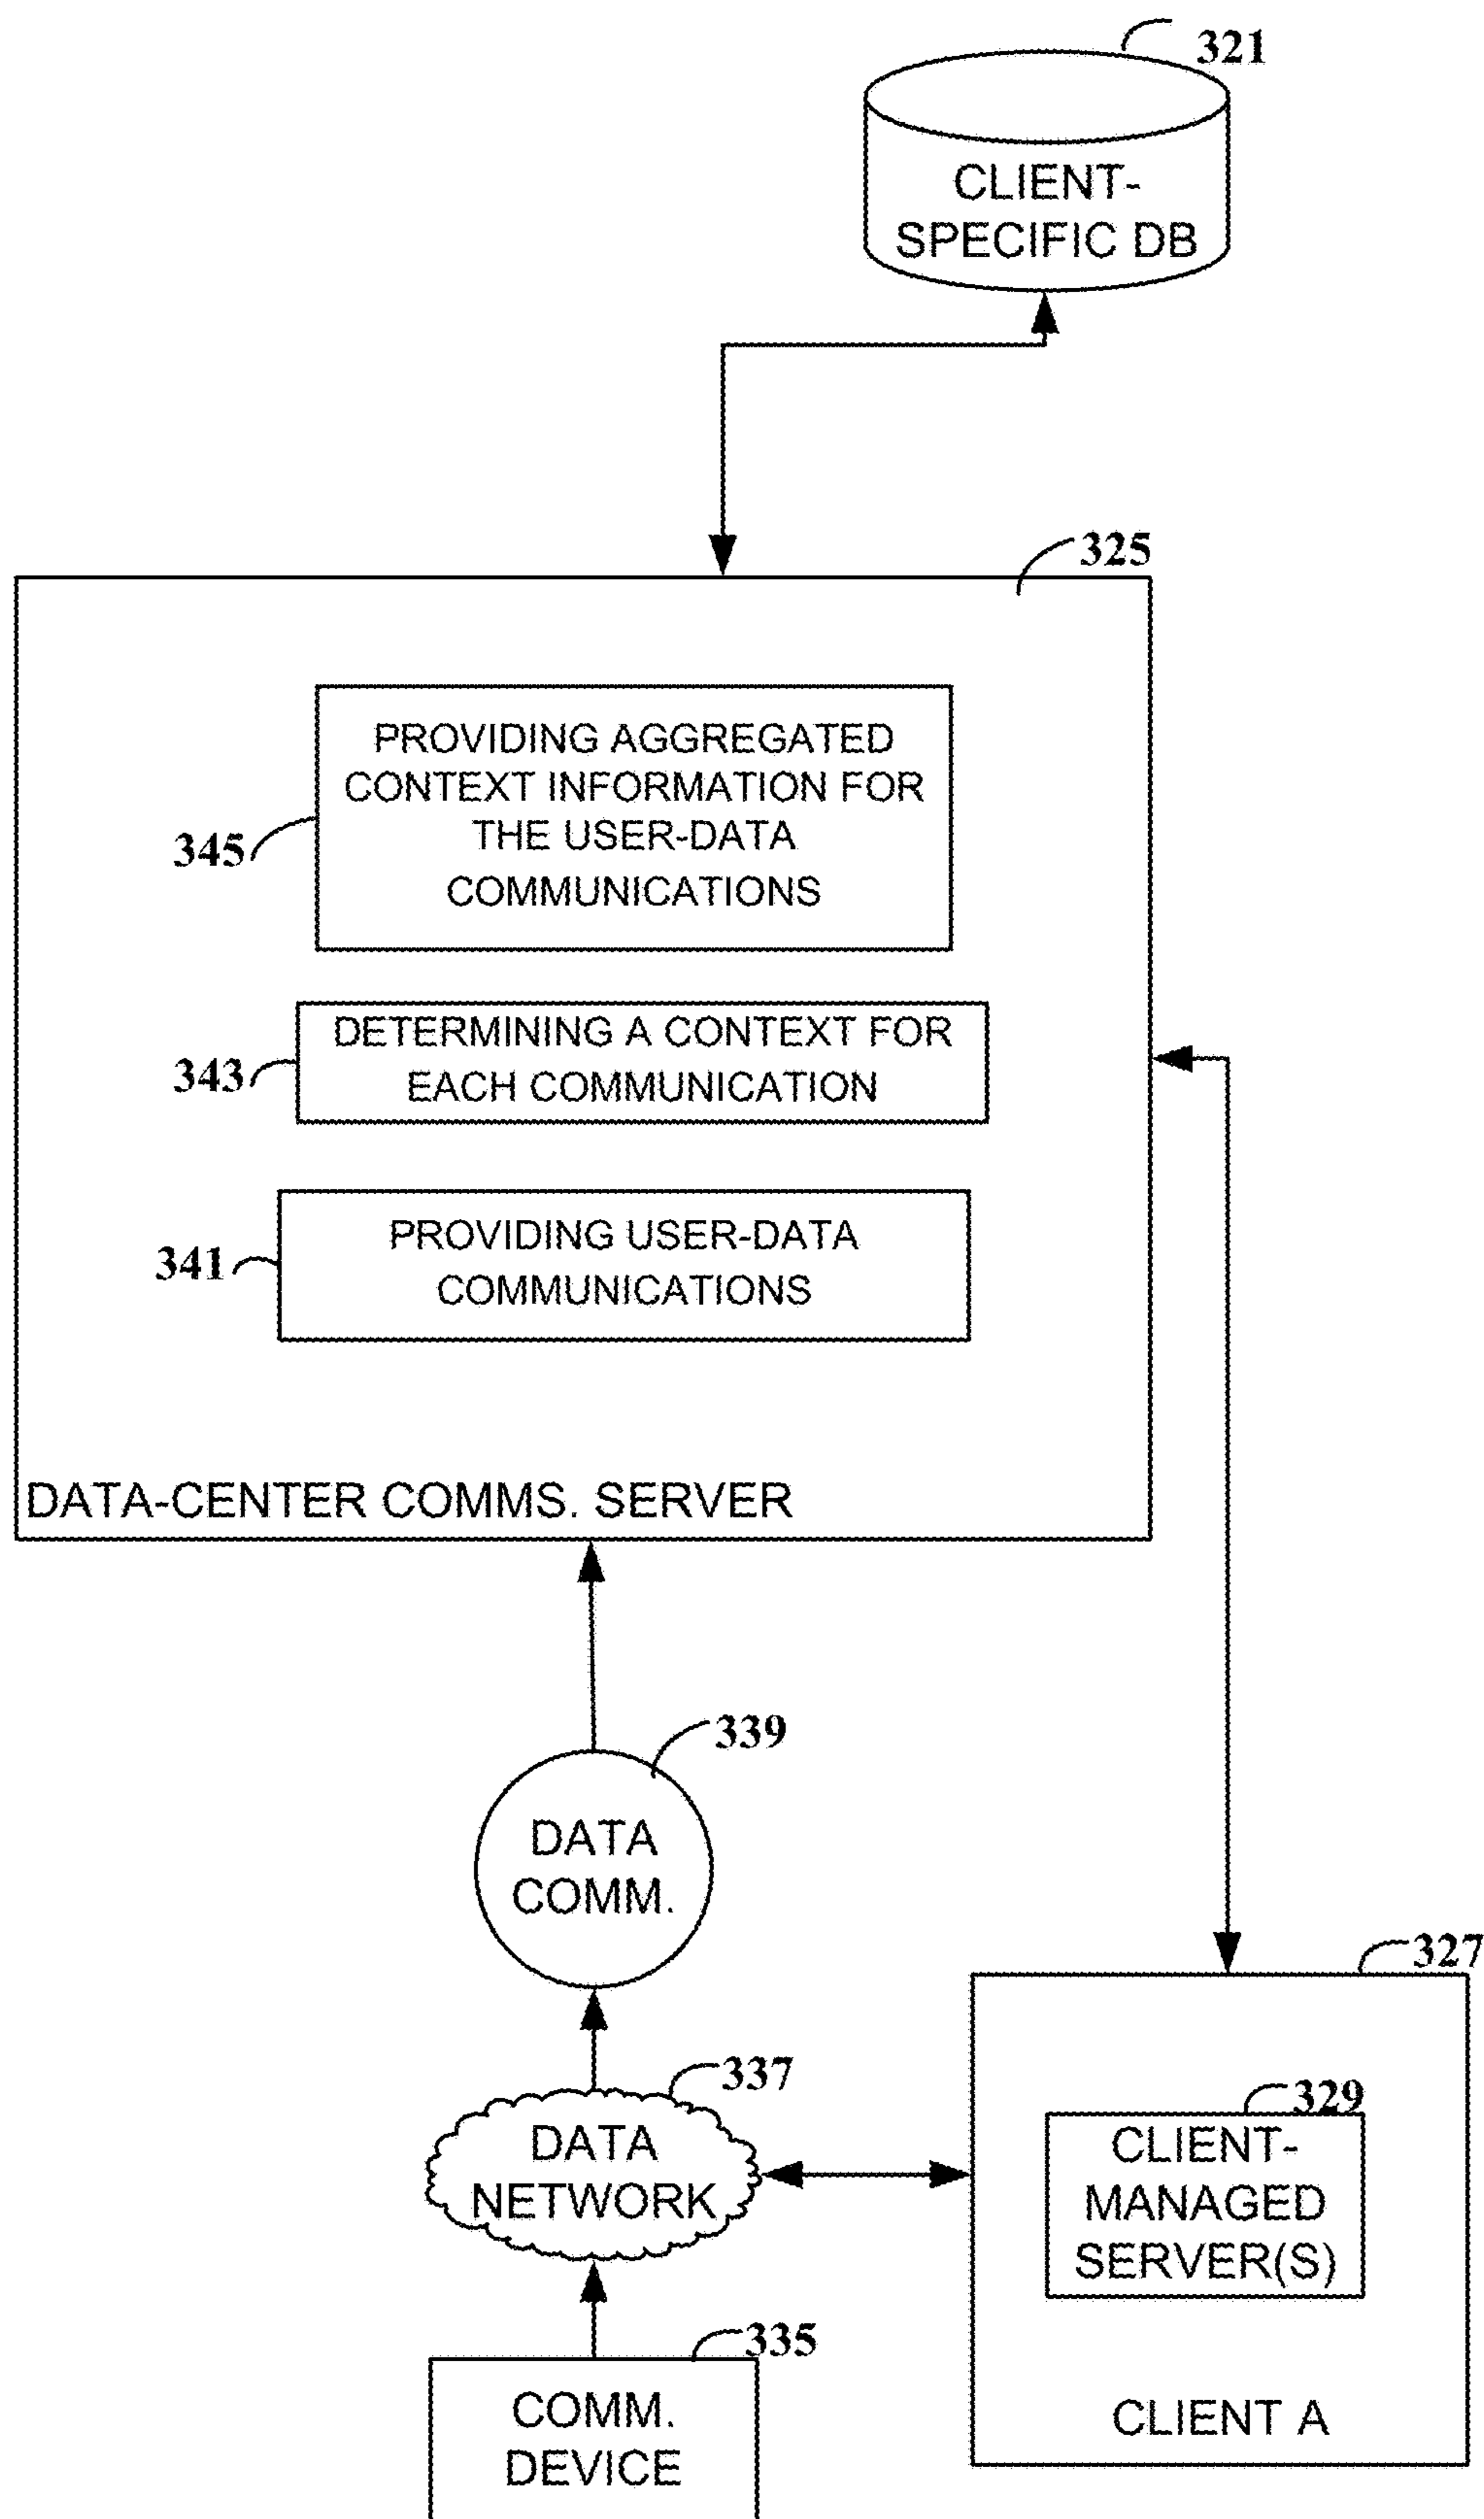 321
CLIENT-
SPECIFIC DB
325
PROVIDING AGGREGATED
CONTEXT INFORMATION FOR
THE USER-DATA
COMMUNICATIONS
345
DETERMINING A CONTEXT FOR
EACH COMMUNICATION
343
PROVIDING USER-DATA
COMMUNICATIONS
341
DATA-CENTER COMMS. SERVER
339
DATA
COMM.
327
337
DATA
NETWORK
329
CLIENT-
MANAGED
SERVER(S)
CLIENT A
335
COMM.
DEVICE